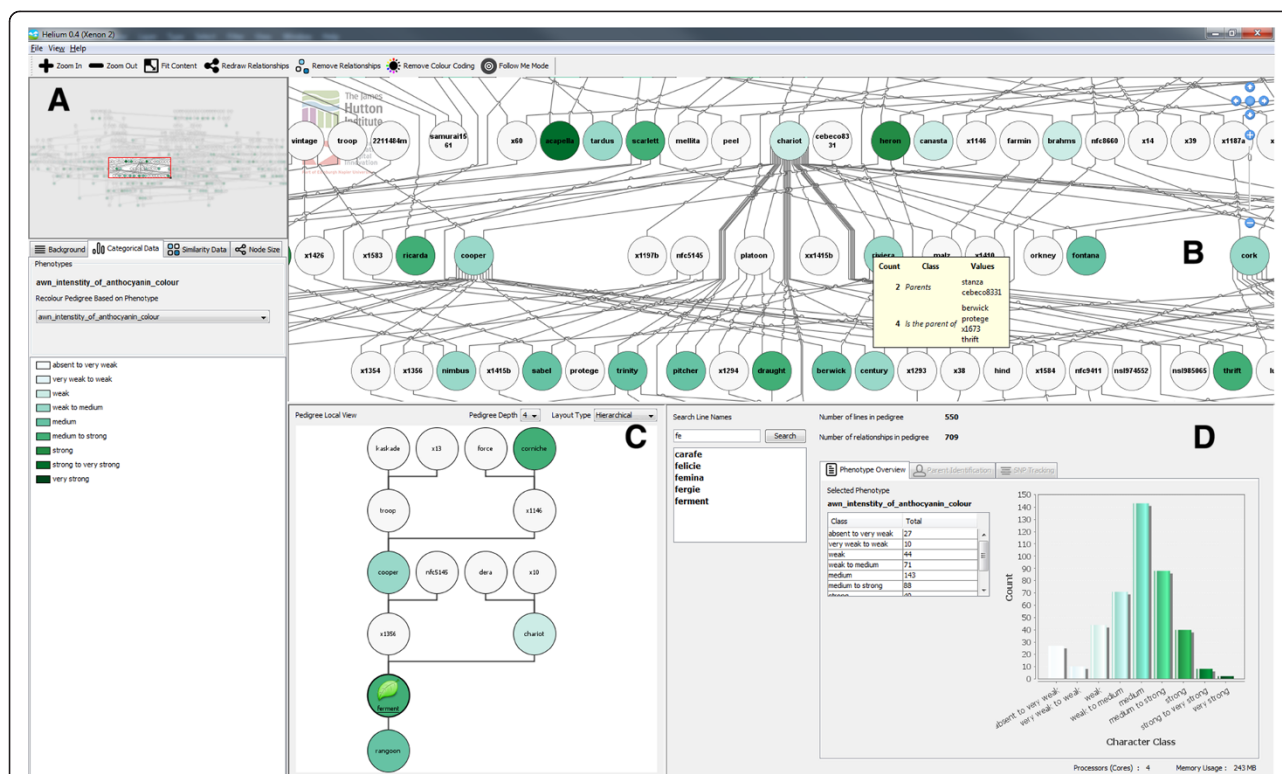 Helium 0.4 (Xenon 2)
File View Help
Zoom In Zoom Out Fit Content Redraw Relationships Remove Relationships Remove Colour Coding Follow Me Mode
A
Background Categorical Data Similarity Data Node Size
Phenotypes
awn_intenstity_of_anthocyanin_colour
Recolour Pedigree Based on Phenotype
awn_intenstity_of_anthocyanin_colour
absent to very weak
very weak to weak
weak
weak to medium
medium
medium to strong
strong
strong to very strong
very strong
The James
Hutton
Institute
vintage troop 2211484m samurai15 61 x60 acapella tardus scarlett mellita peel chariot cebeco83 31 heron canasta x1146 farmin brahms nfc8660 x14 x39 x1187a
x1426 x1583 ricarda cooper x1197b nfc5145 platoon xx1415b riviera malz x1410 orkney fontana cork
B
Count Class Values
2 Parents stanza
cebeco8331
berwick
4 Is the parent of protege
x1673
thrift
x1354 x1356 nimbus x1415b sabel protege trinity pitcher x1294 draught berwick century x1293 x38 hind x1584 nfc9411 nsl974552 nsl985065 thrift
Pedigree Local View Pedigree Depth 4 Layout Type Hierarchical
C
kaskade x13 force corniche
troop x1146
cooper nfc5145 dera x10
x1356 chariot
ferment
rangoon
Search Line Names
fe Search
carafe
felicie
femina
fergie
ferment
Number of lines in pedigree 550
Number of relationships in pedigree 709
D
Phenotype Overview Parent Identification SNP Tracking
Selected Phenotype
awn_intenstity_of_anthocyanin_colour
Class Total
absent to very weak 27
very weak to weak 10
weak 44
weak to medium 71
medium 143
medium to strong 88
strong 40
150
140
130
120
110
100
90
80
70
60
50
40
30
20
10
0
Count
absent to very weak
very weak to weak
weak
weak to medium
medium
medium to strong
strong
strong to very strong
very strong
Character Class
Processors (Cores) : 4 Memory Usage : 243 MB